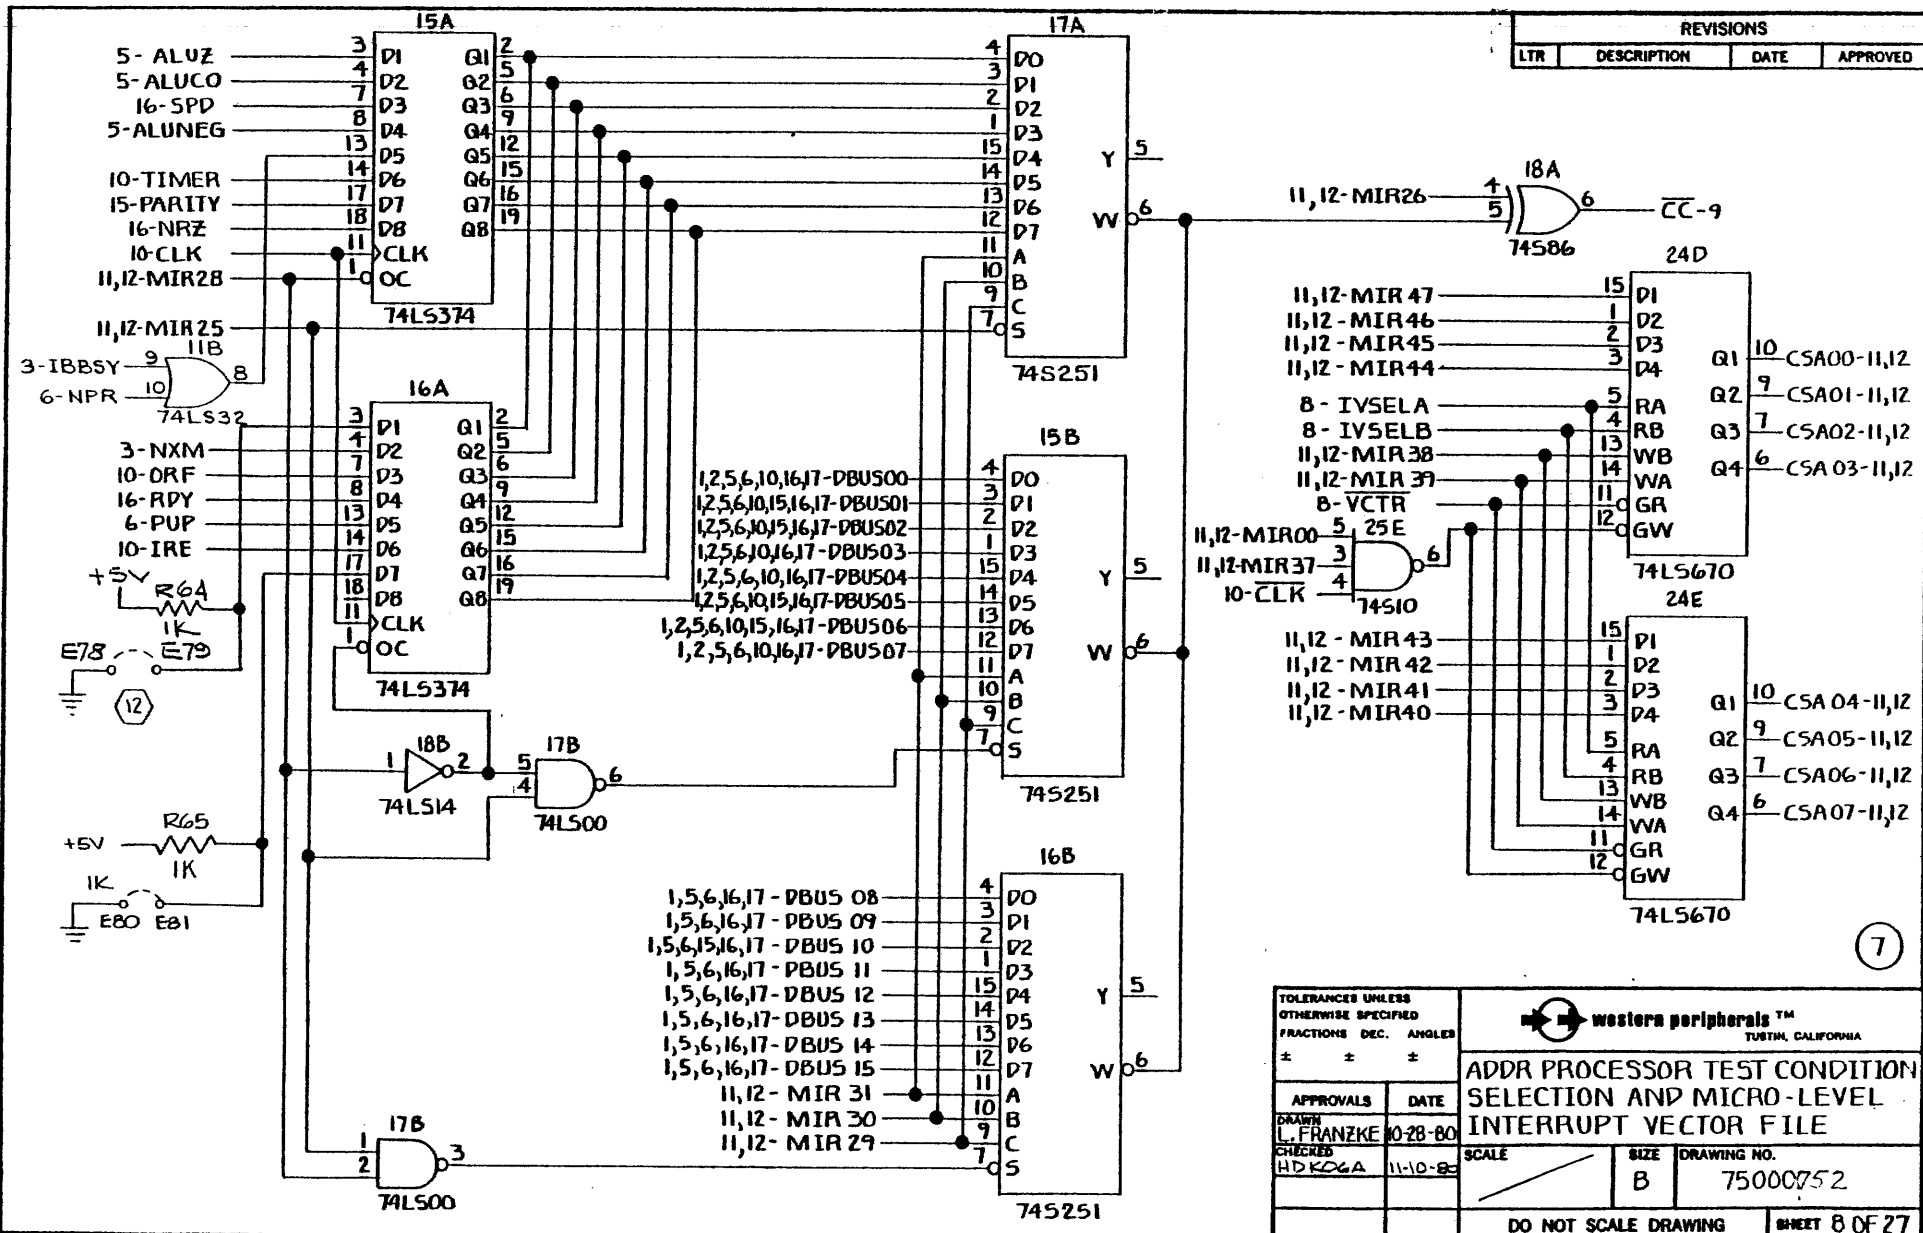 REVISIONS
LTR DESCRIPTION DATE APPROVED
15A
5- ALUZ 3 D1 Q1 2
5-ALUCO 4 D2 Q2 5
16-SPD 7 D3 Q3 6
5-ALUNEG 8 D4 Q4 9
13 D5 Q5 12
10-TIMER 14 D6 Q6 15
15-PARITY 17 D7 Q7 16
16-NRZ 18 D8 Q8 19
10-CLK 11 CLK
11,12-MIR28 1 OC
74LS374
11,12-MIR25
11B
3-IBBSY 9
8
6-NPR 10
74LS32
16A
3 D1 Q1 2
3-NXM 4 D2 Q2 5
10-ORF 7 D3 Q3 6
16-RDY 8 D4 Q4 9
6-PUP 13 D5 Q5 12
10-IRE 14 D6 Q6 15
17 D7 Q7 16
18 D8 Q8 19
11 CLK
1 OC
74LS374
+5V R64
1K
E78 E79
12
18B
1 2
74LS14
17B
5
4
6
74LS00
R65
+5V
1K
1K
E80 E81
17B
1
2
3
74LS00
17A
4 D0
3 D1
2 D2
1 D3
15 D4
14 D5
13 D6
12 D7
11 A
10 B
9 C
7 S
Y 5
W 6
74S251
15B
1,2,5,6,10,16,17-DBUS00 4 D0
1,2,5,6,10,15,16,17-DBUS01 3 D1
1,2,5,6,10,15,16,17-DBUS02 2 D2
1,2,5,6,10,16,17-DBUS03 1 D3
1,2,5,6,10,16,17-DBUS04 15 D4
1,2,5,6,10,15,16,17-DBUS05 14 D5
1,2,5,6,10,15,16,17-DBUS06 13 D6
1,2,5,6,10,16,17-DBUS07 12 D7
11 A
10 B
9 C
7 S
Y 5
W 6
74S251
16B
1,5,6,16,17-DBUS 08 4 D0
1,5,6,16,17-DBUS 09 3 D1
1,5,6,15,16,17-DBUS 10 2 D2
1,5,6,16,17-DBUS 11 1 D3
1,5,6,16,17-DBUS 12 15 D4
1,5,6,16,17-DBUS 13 14 D5
1,5,6,16,17-DBUS 14 13 D6
1,5,6,16,17-DBUS 15 12 D7
11,12-MIR 31 11 A
11,12-MIR 30 10 B
11,12-MIR 29 9 C
7 S
Y 5
W 6
74S251
18A
11,12-MIR26 4
5
6 C̅C̅-9
74S86
24D
11,12-MIR 47 15 D1
11,12-MIR 46 1 D2
11,12-MIR45 2 D3
11,12-MIR44 3 D4
8- IVSELA 5 RA
8- IVSELB 4 RB
11,12-MIR38 13 WB
11,12-MIR 39 14 WA
8-V̅C̅T̅R̅ 11 GR
12 GW
Q1 10 CSA00-11,12
Q2 9 CSA01-11,12
Q3 7 CSA02-11,12
Q4 6 CSA03-11,12
74LS670
25E
11,12-MIR00 5
11,12-MIR37 3
10-C̅L̅K̅ 4
6
74S10
24E
11,12-MIR 43 15 D1
11,12-MIR 42 1 D2
11,12-MIR41 2 D3
11,12-MIR40 3 D4
5 RA
4 RB
13 WB
14 WA
11 GR
12 GW
Q1 10 CSA04-11,12
Q2 9 CSA05-11,12
Q3 7 CSA06-11,12
Q4 6 CSA07-11,12
74LS670
7
TOLERANCES UNLESS
OTHERWISE SPECIFIED
FRACTIONS DEC. ANGLES
± ± ±
western peripherals ™
TUSTIN, CALIFORNIA
ADDR PROCESSOR TEST CONDITION
SELECTION AND MICRO-LEVEL
INTERRUPT VECTOR FILE
APPROVALS DATE
DRAWN
L.FRANZKE 10-28-80
CHECKED
HDKOGA 11-10-80
SCALE
SIZE
B
DRAWING NO.
75000752
DO NOT SCALE DRAWING
SHEET 8 OF 27